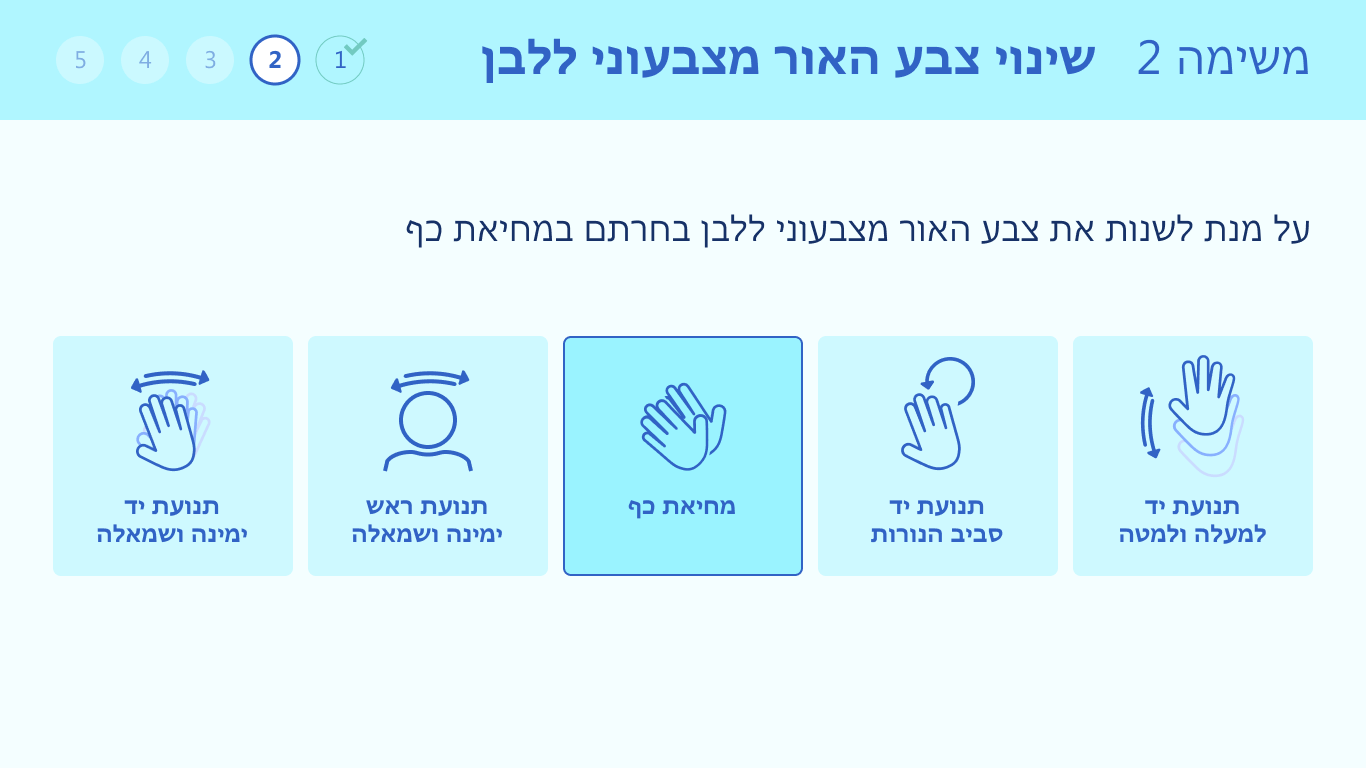 משימה 2 שינוי צבע האור מצבעוני ללבן
1 2 3 4 5
על מנת לשנות את צבע האור מצבעוני ללבן בחרתם במחיאת כף
תנועת יד
למעלה ולמטה
תנועת יד
סביב הנורות
מחיאת כף
תנועת ראש
ימינה ושמאלה
תנועת יד
ימינה ושמאלה